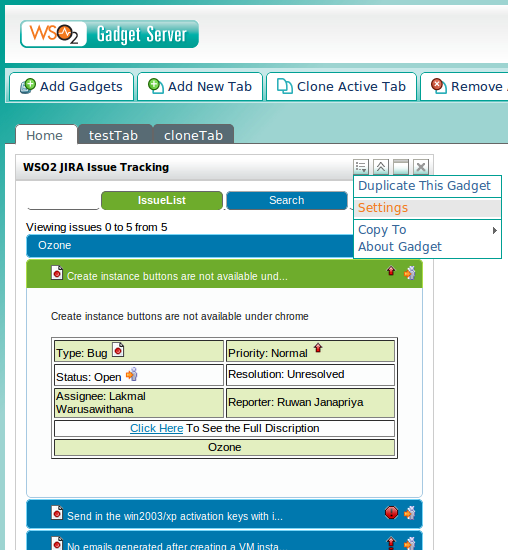 WSO2 Gadget Server
Add Gadgets Add New Tab Clone Active Tab Remove
Home testTab cloneTab
WSO2 JIRA Issue Tracking
Duplicate This Gadget
Settings
Copy To
About Gadget
IssueList Search
Viewing issues 0 to 5 from 5
Ozone
Create instance buttons are not available und...
Create instance buttons are not available under chrome
Type: Bug Priority: Normal
Status: Open Resolution: Unresolved
Assignee: Lakmal
Warusawithana Reporter: Ruwan Janapriya
Click Here To See the Full Discription
Ozone
Send in the win2003/xp activation keys with i...
No emails generated after creating a VM insta...